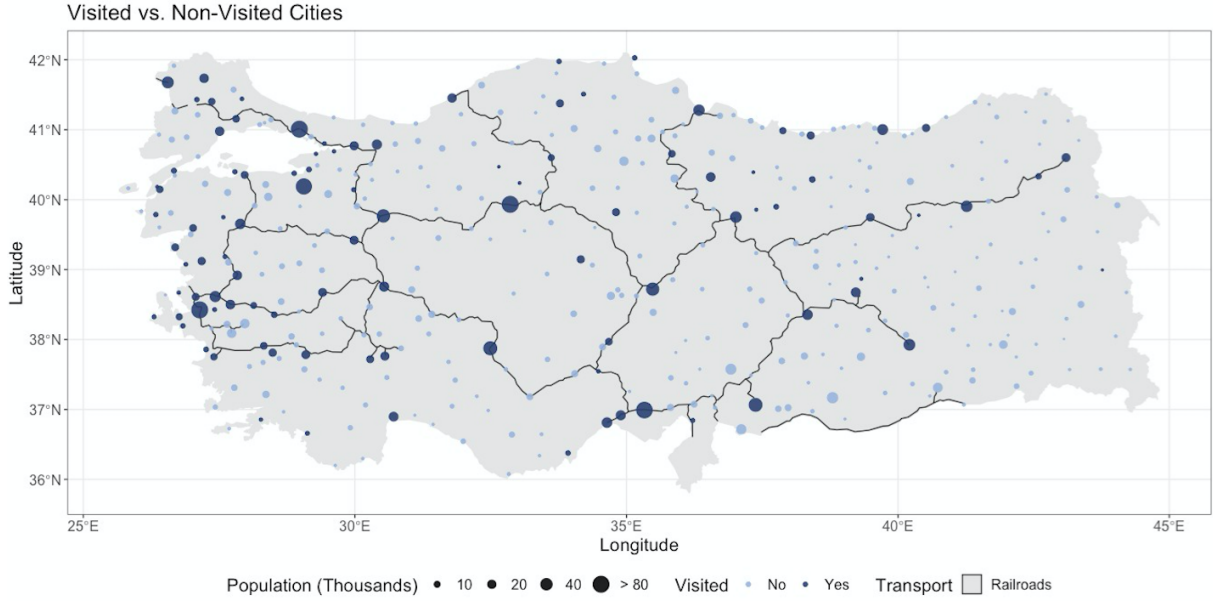 Visited vs. Non-Visited Cities
42°N
41°N
40°N
39°N
38°N
37°N
36°N
Latitude
25°E 30°E 35°E 40°E 45°E
Longitude
Population (Thousands) 10 20 40 > 80 Visited No Yes Transport Railroads